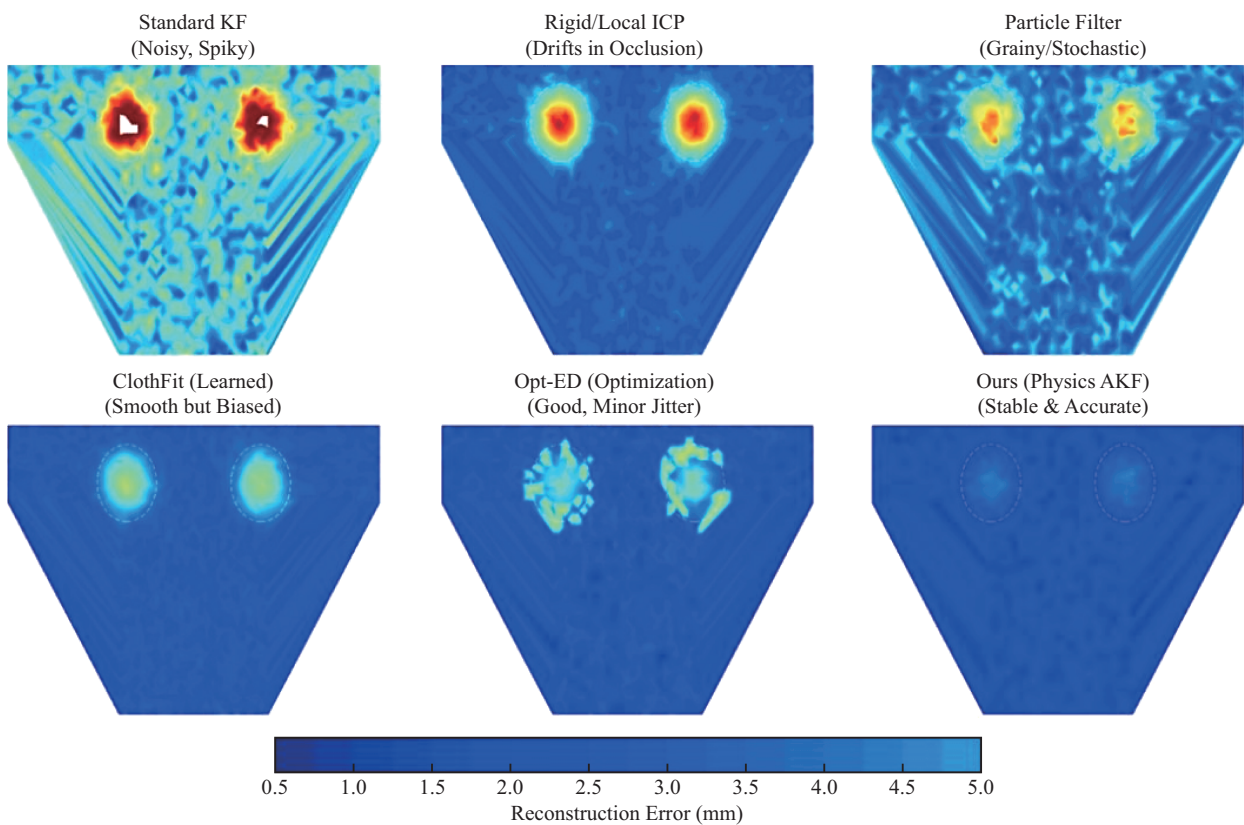 Standard KF
(Noisy, Spiky)
Rigid/Local ICP
(Drifts in Occlusion)
Particle Filter
(Grainy/Stochastic)
ClothFit (Learned)
(Smooth but Biased)
Opt-ED (Optimization)
(Good, Minor Jitter)
Ours (Physics AKF)
(Stable & Accurate)
0.5 1.0 1.5 2.0 2.5 3.0 3.5 4.0 4.5 5.0
Reconstruction Error (mm)